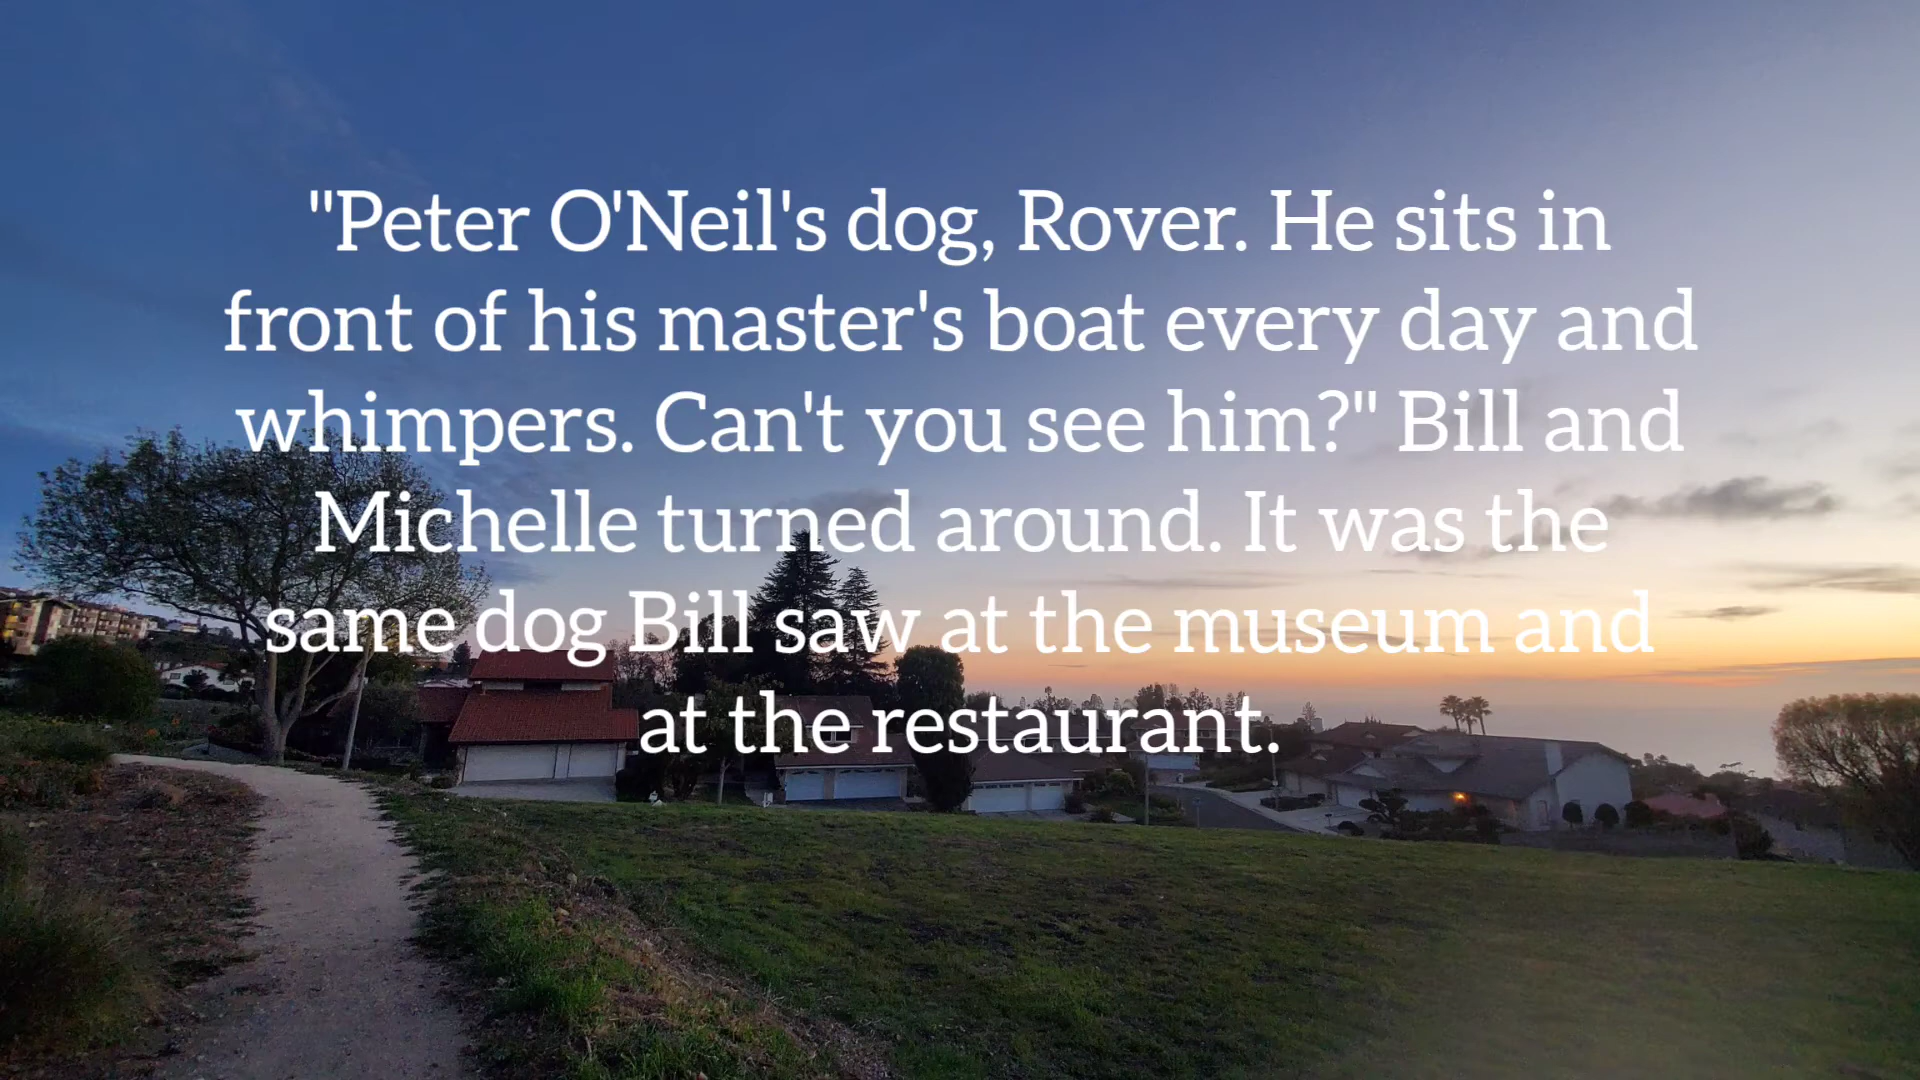 "Peter O'Neil's dog, Rover. He sits in
front of his master's boat every day and
whimpers. Can't you see him?" Bill and
Michelle turned around. It was the
same dog Bill saw at the museum and
at the restaurant.